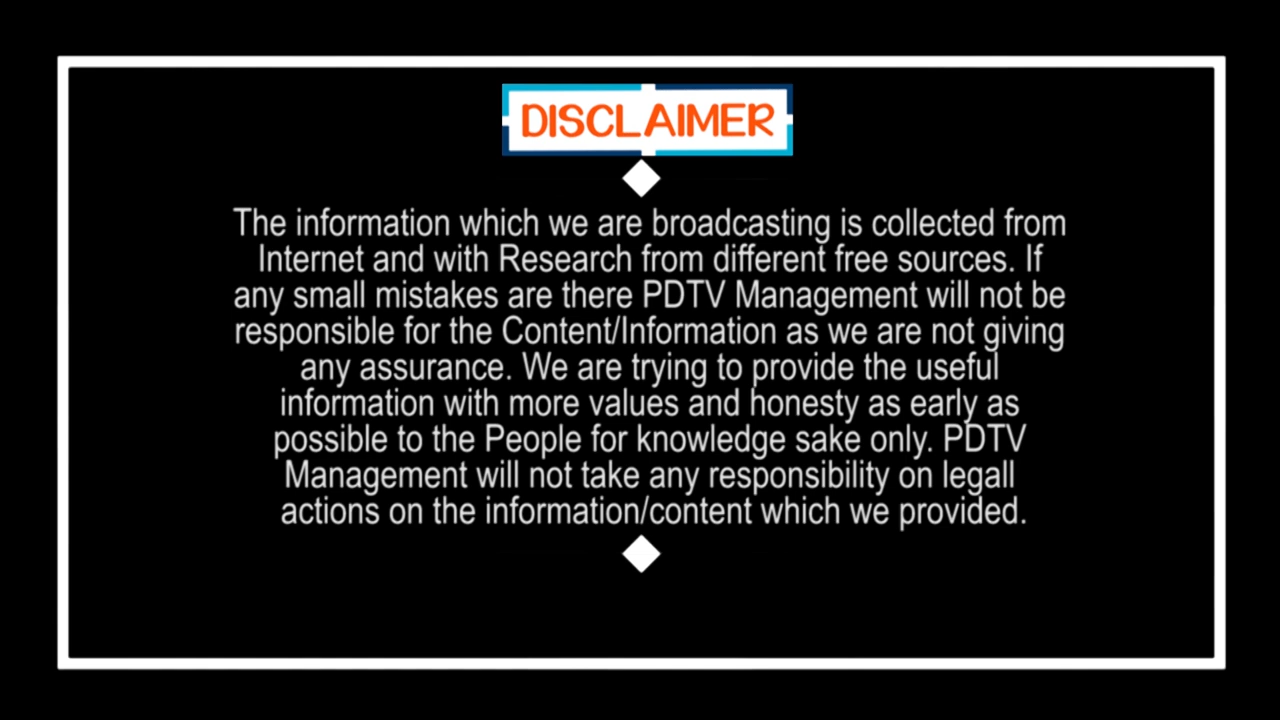 DISCLAIMER
The information which we are broadcasting is collected from
Internet and with Research from different free sources. If
any small mistakes are there PDTV Management will not be
responsible for the Content/Information as we are not giving
any assurance. We are trying to provide the useful
information with more values and honesty as early as
possible to the People for knowledge sake only. PDTV
Management will not take any responsibility on legall
actions on the information/content which we provided.